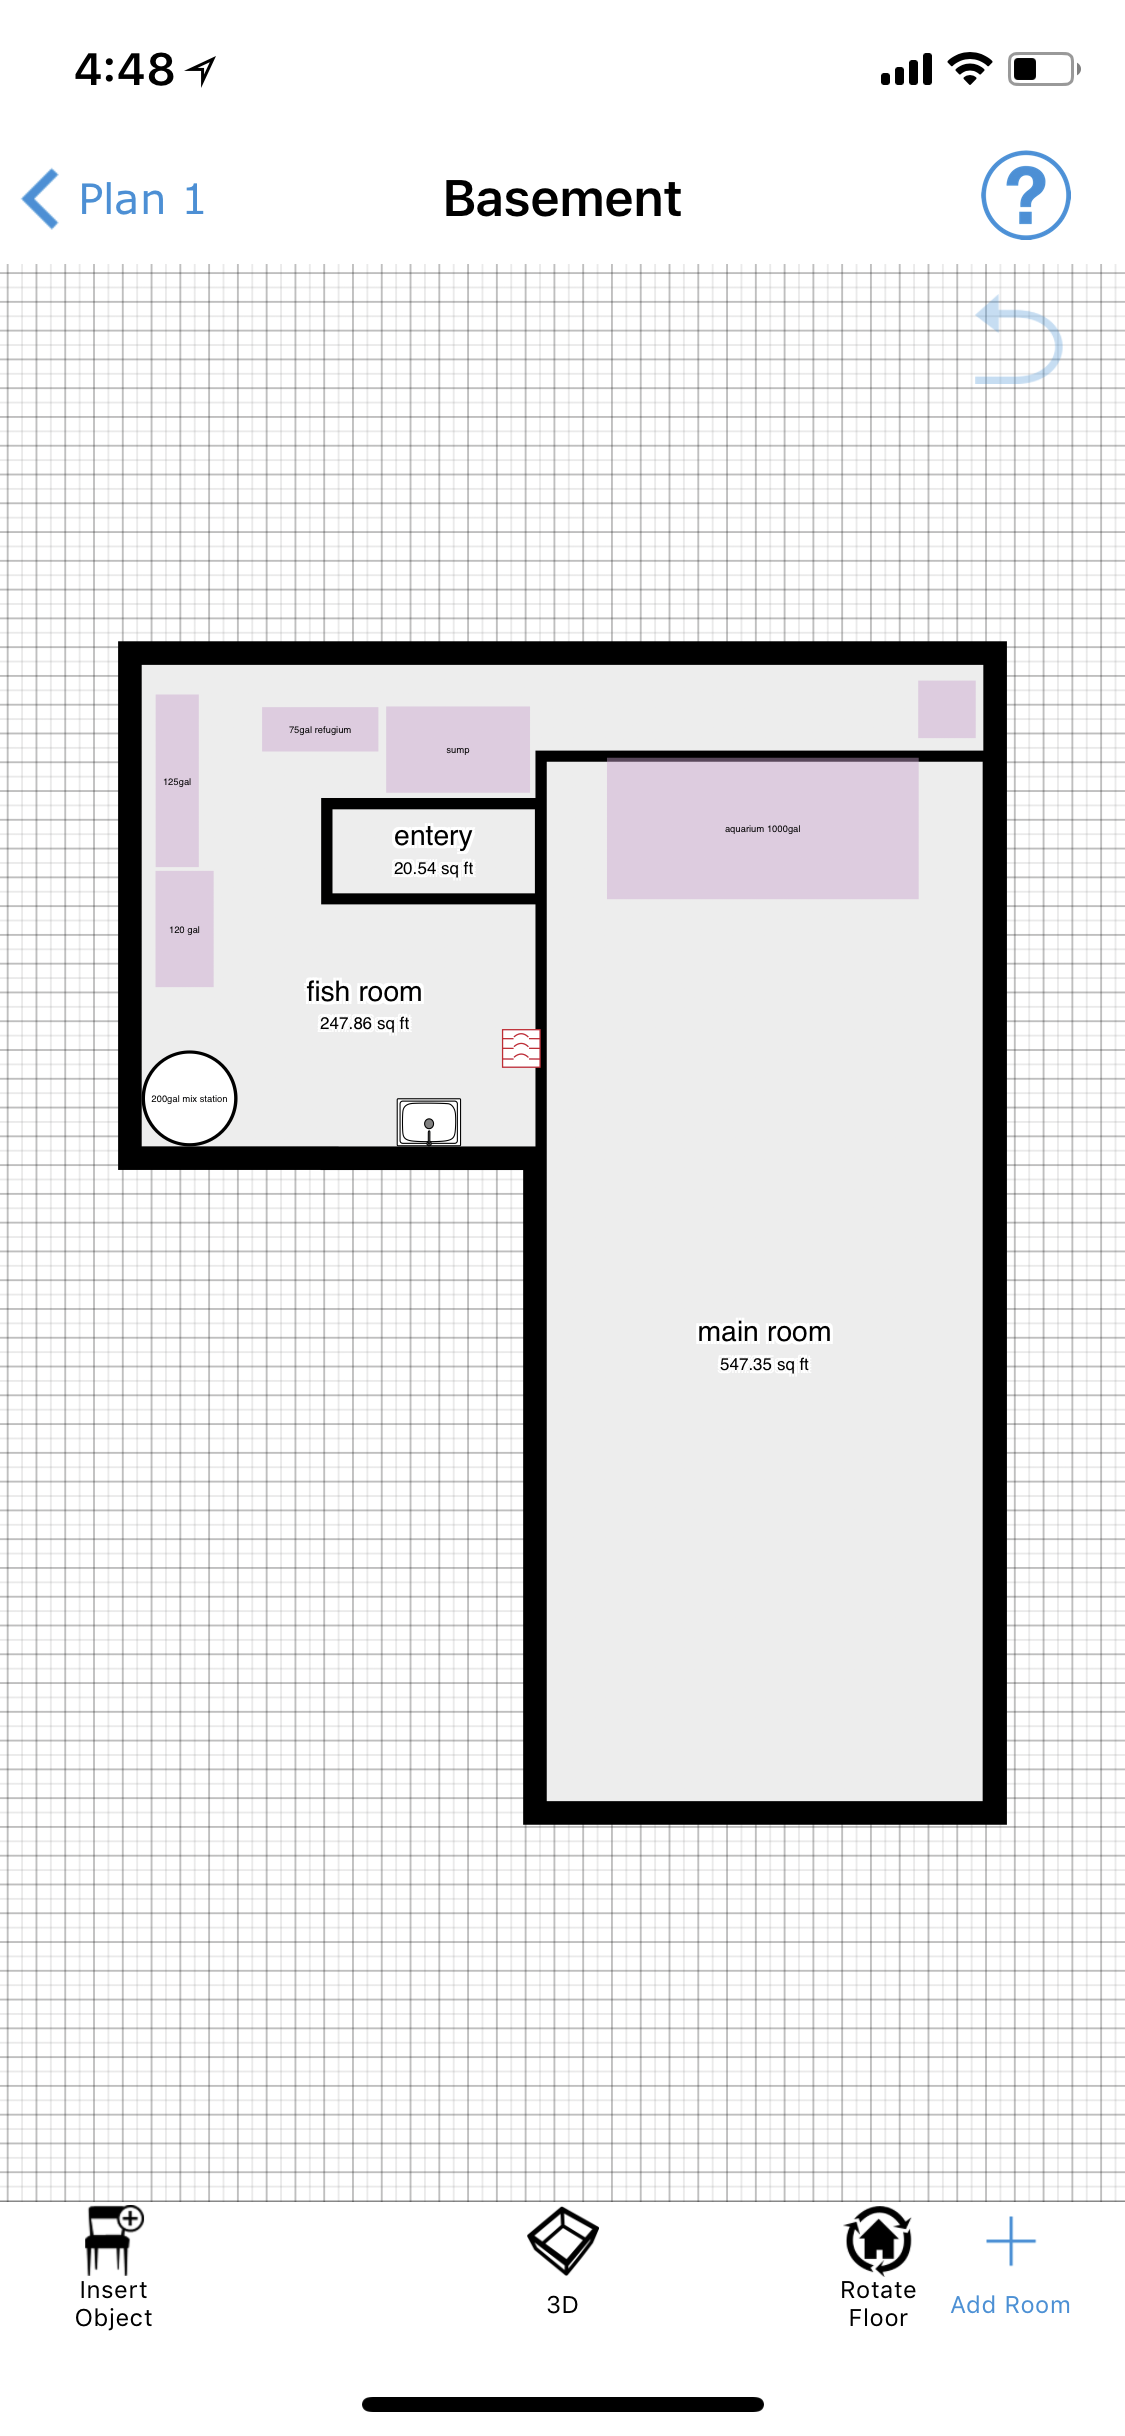 4:48
Plan 1
Basement
?
75gal refugium
sump
125gal
aquarium 1000gal
entery
20.54 sq ft
120 gal
fish room
247.86 sq ft
200gal mix station
main room
547.35 sq ft
Insert
Object
3D
Rotate
Floor
Add Room